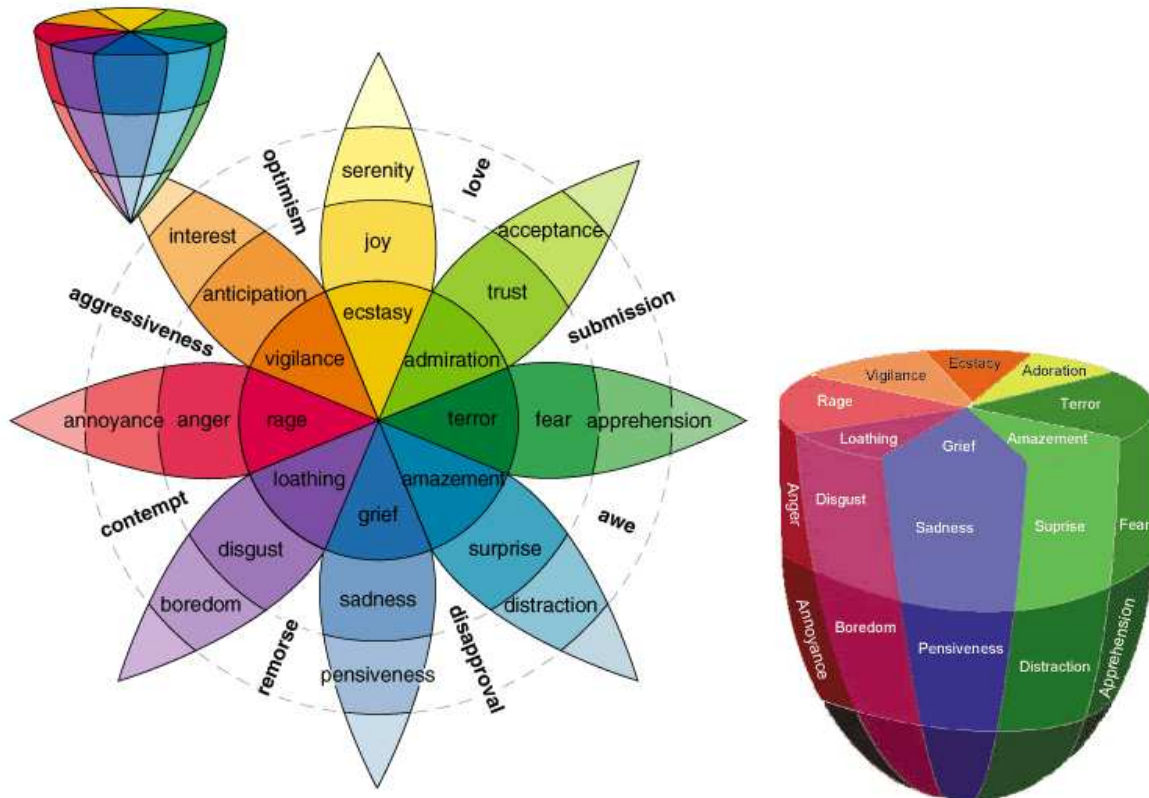 optimism
serenity
love
interest
joy
acceptance
aggressiveness
anticipation
trust
submission
ecstasy
vigilance
admiration
annoyance
anger
rage
terror
fear
apprehension
loathing
amazement
contempt
grief
awe
disgust
surprise
boredom
sadness
distraction
remorse
disapproval
pensiveness
Ecstasy
Vigilance
Adoration
Rage
Terror
Loathing
Grief
Amazement
Anger
Disgust
Sadness
Suprise
Fear
Annoyance
Boredom
Pensiveness
Distraction
Apprehension